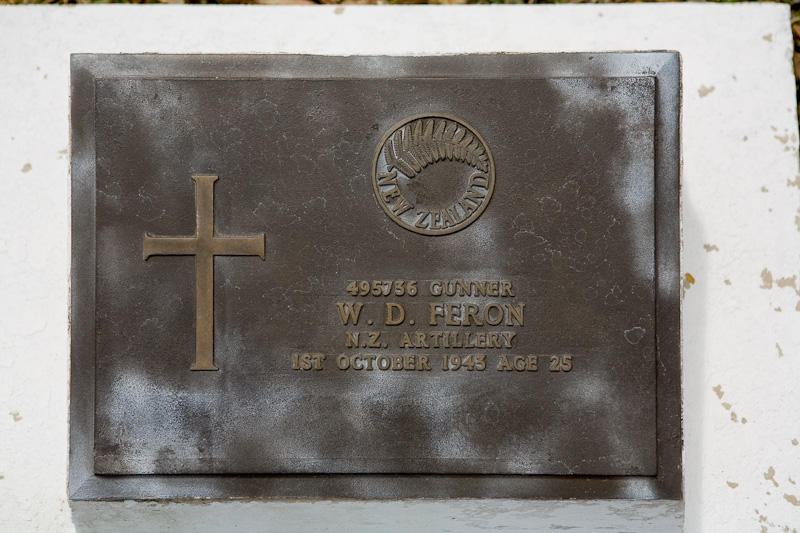 NEW ZEALAND
495736 GUNNER
W. D. FERON
N.Z. ARTILLERY
1ST OCTOBER 1943 AGE 25